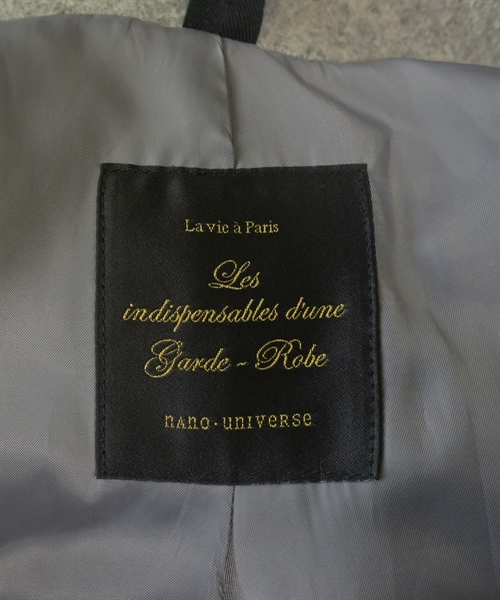 La vie à Paris
Les
indispensables d'une
Garde - Robe
nano·universe